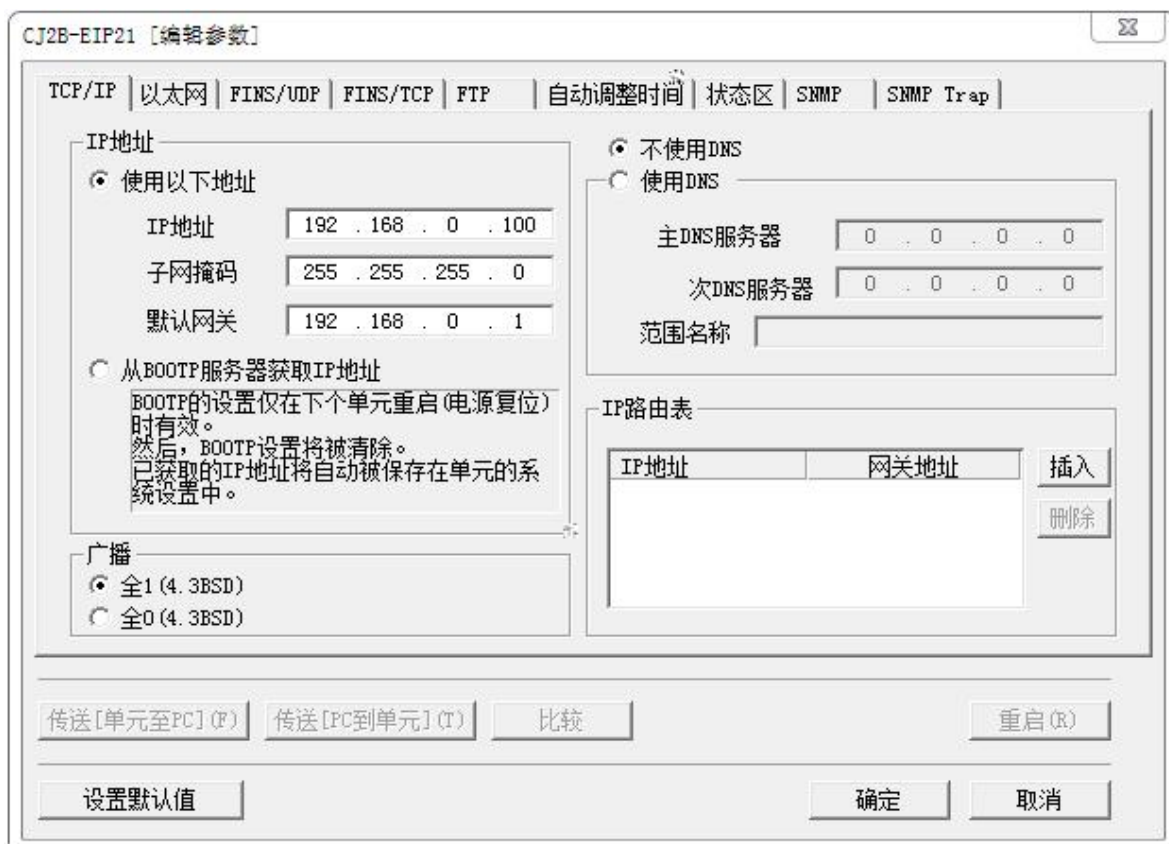 CJ2B-EIP21 [编辑参数]
TCP/IP 以太网 FINS/UDP FINS/TCP FTP 自动调整时间 状态区 SNMP SNMP Trap
IP地址
使用以下地址
IP地址 192 . 168 . 0 . 100
子网掩码 255 . 255 . 255 . 0
默认网关 192 . 168 . 0 . 1
从BOOTP服务器获取IP地址
BOOTP的设置仅在下个单元重启(电源复位)
时有效。
然后,BOOTP设置将被清除。
已获取的IP地址将自动被保存在单元的系
统设置中。
广播
全1(4.3BSD)
全0(4.3BSD)
不使用DNS
使用DNS
主DNS服务器 0 . 0 . 0 . 0
次DNS服务器 0 . 0 . 0 . 0
范围名称
IP路由表
IP地址 网关地址
插入
删除
传送[单元至PC](F) 传送[PC到单元](T) 比较 重启(R)
设置默认值 确定 取消